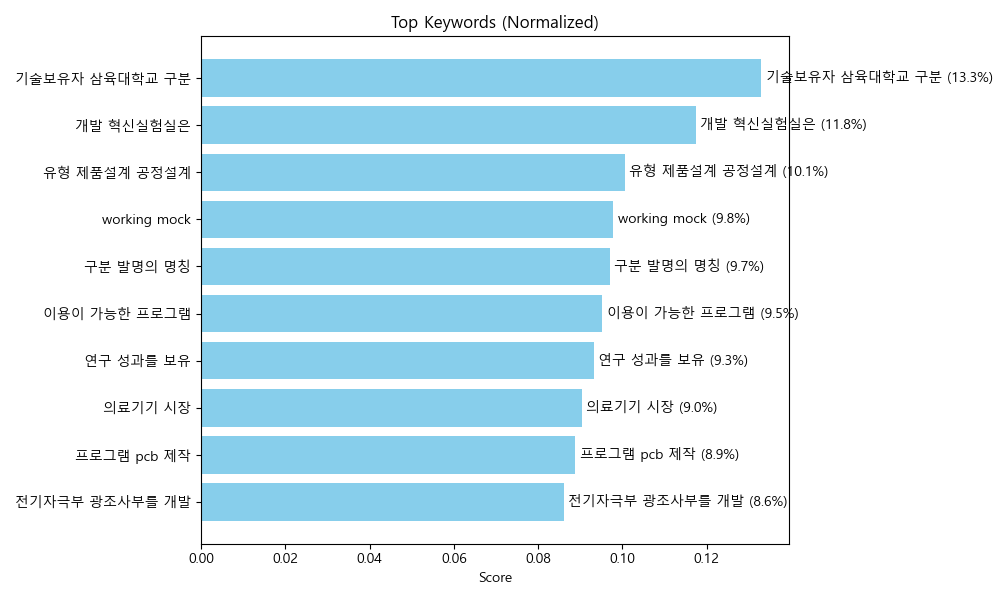 Top Keywords (Normalized)
기술보유자 삼육대학교 구분 기술보유자 삼육대학교 구분 (13.3%)
개발 혁신실험실은 개발 혁신실험실은 (11.8%)
유형 제품설계 공정설계 유형 제품설계 공정설계 (10.1%)
working mock working mock (9.8%)
구분 발명의 명칭 구분 발명의 명칭 (9.7%)
이용이 가능한 프로그램 이용이 가능한 프로그램 (9.5%)
연구 성과를 보유 연구 성과를 보유 (9.3%)
의료기기 시장 의료기기 시장 (9.0%)
프로그램 pcb 제작 프로그램 pcb 제작 (8.9%)
전기자극부 광조사부를 개발 전기자극부 광조사부를 개발 (8.6%)
0.00 0.02 0.04 0.06 0.08 0.10 0.12
Score